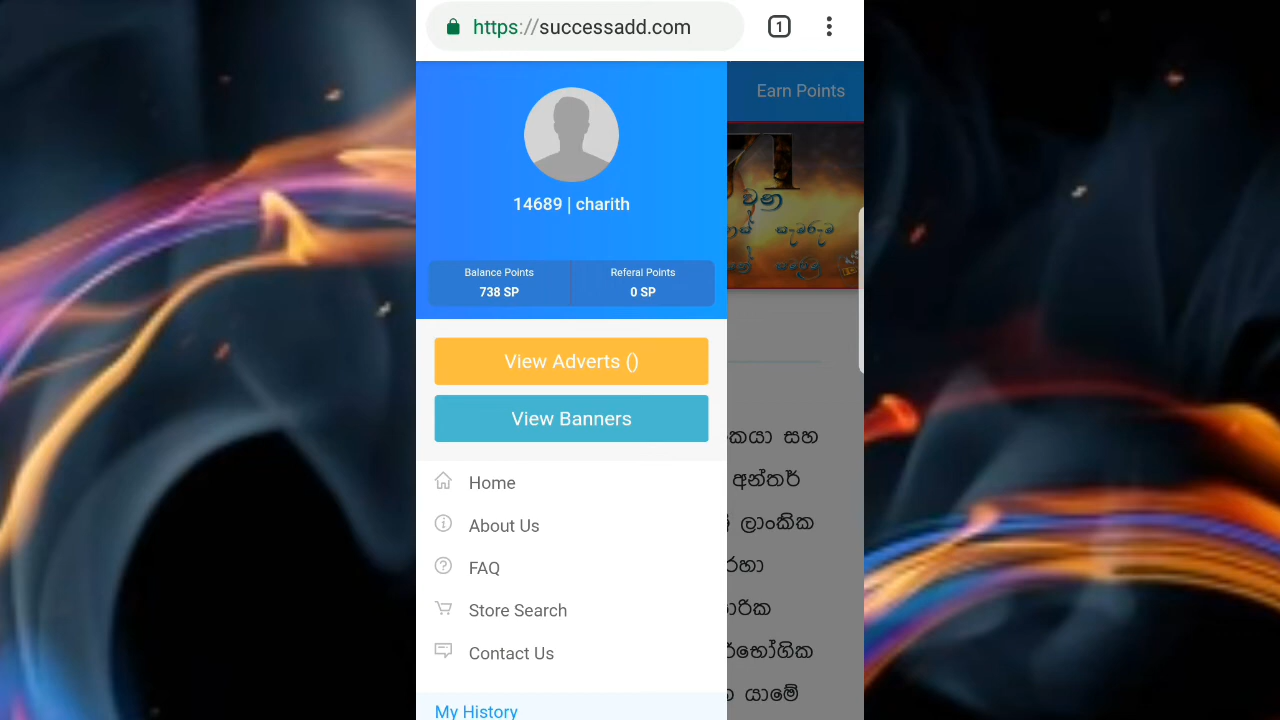 https://successadd.com
1
Earn Points
14689 | charith
Balance Points
738 SP
Referal Points
0 SP
View Adverts ()
View Banners
Home
About Us
FAQ
Store Search
Contact Us
My History
වන
කයා සහ
අන්තර්
ලාංකික
රහා
යාමේ